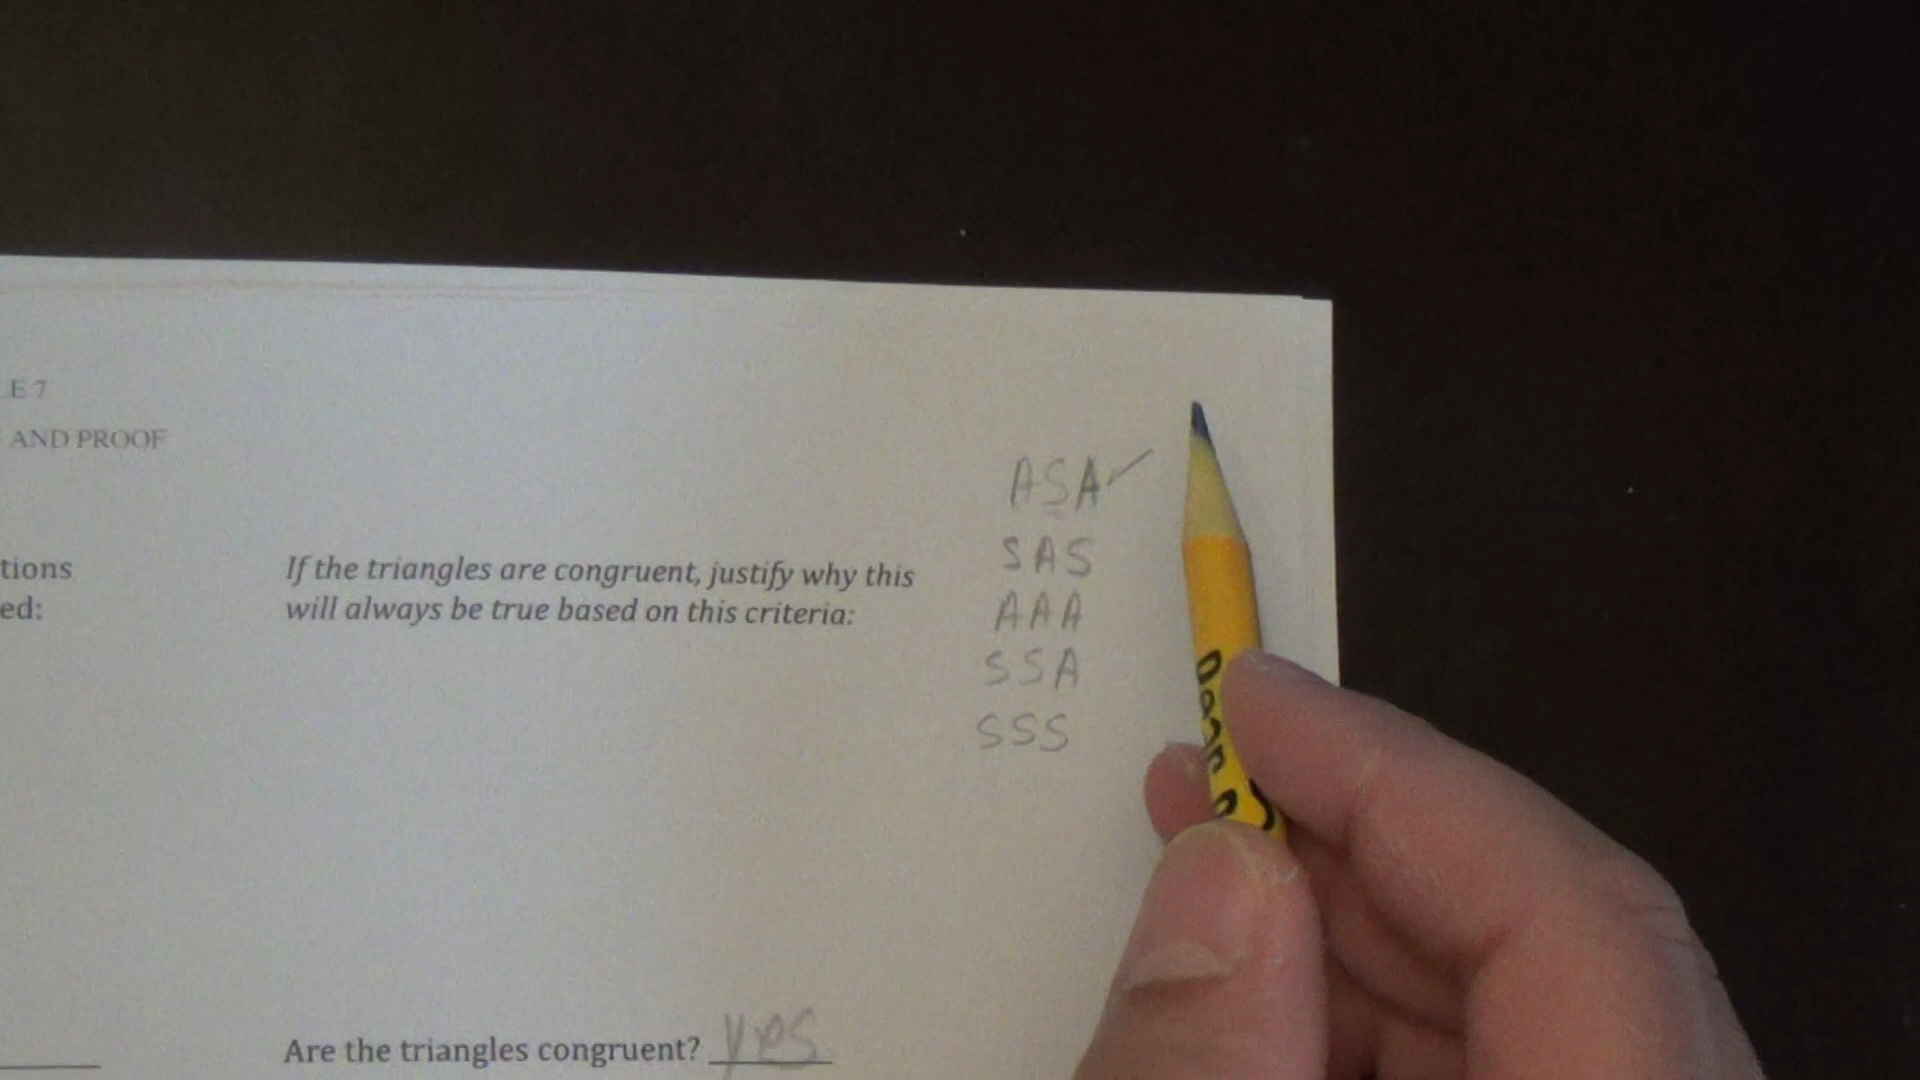 E 7
AND PROOF
ASA
SAS
tions
If the triangles are congruent, justify why this
ed:
will always be true based on this criteria:
AAA
SSA
SSS
Are the triangles congruent? yes